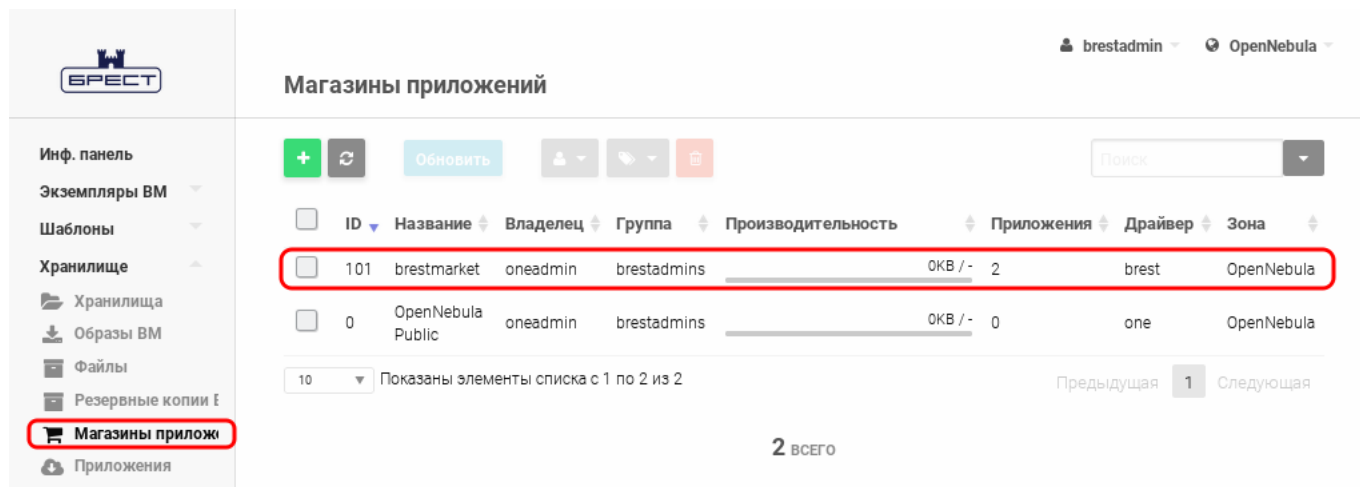 БРЕСТ
brestadmin
OpenNebula
Магазины приложений
Инф. панель
Экземпляры ВМ
Шаблоны
Хранилище
Хранилища
Образы ВМ
Файлы
Резервные копии
Магазины прилож
Приложения
Обновить
Поиск
ID Название Владелец Группа Производительность Приложения Драйвер Зона
101 brestmarket oneadmin brestadmins 0KB / - 2 brest OpenNebula
0 OpenNebula Public oneadmin brestadmins 0KB / - 0 one OpenNebula
10 Показаны элементы списка с 1 по 2 из 2
Предыдущая 1 Следующая
2 ВСЕГО